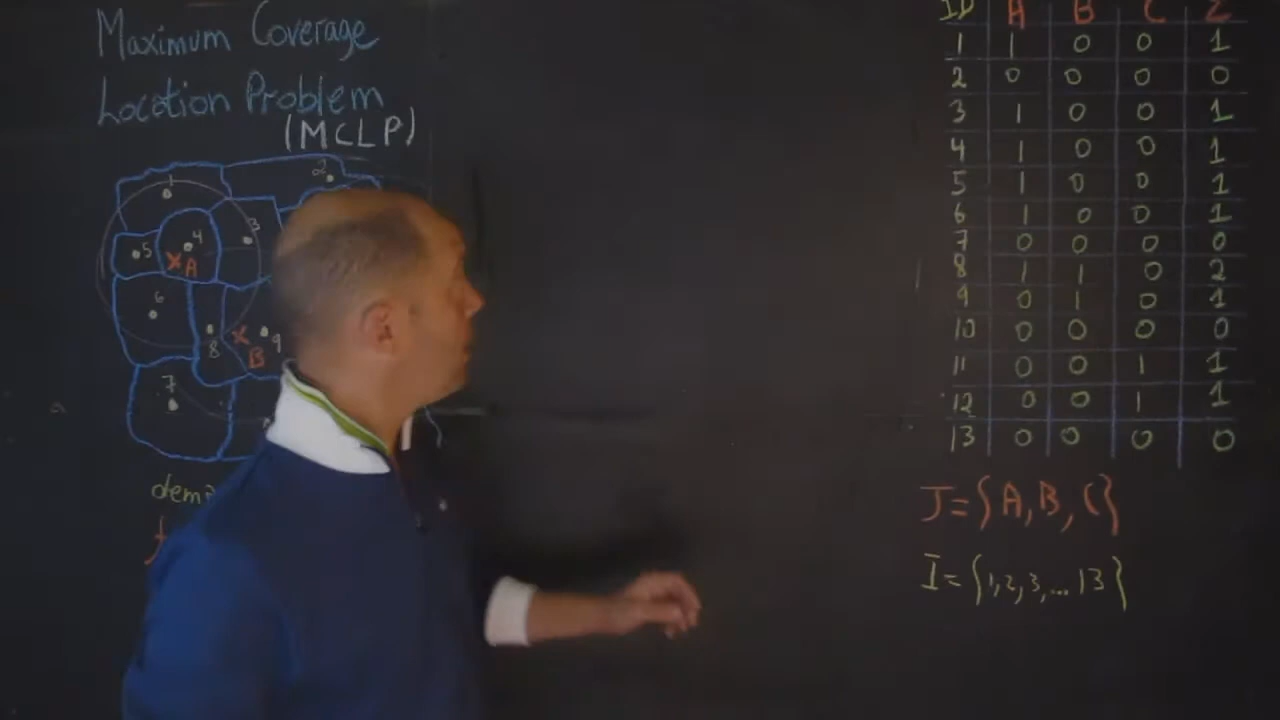 Maximum Coverage
Location Problem
(MCLP)
1
2
3
4
5
A
6
8
B
9
7
ID A B C Σ
1 1 0 0 1
2 0 0 0 0
3 1 0 0 1
4 1 0 0 1
5 1 0 0 1
6 1 0 0 1
7 0 0 0 0
8 1 1 0 2
9 0 1 0 1
10 0 0 0 0
11 0 0 1 1
12 0 0 1 1
13 0 0 0 0
J={A,B,C}
I={1,2,3,...13}